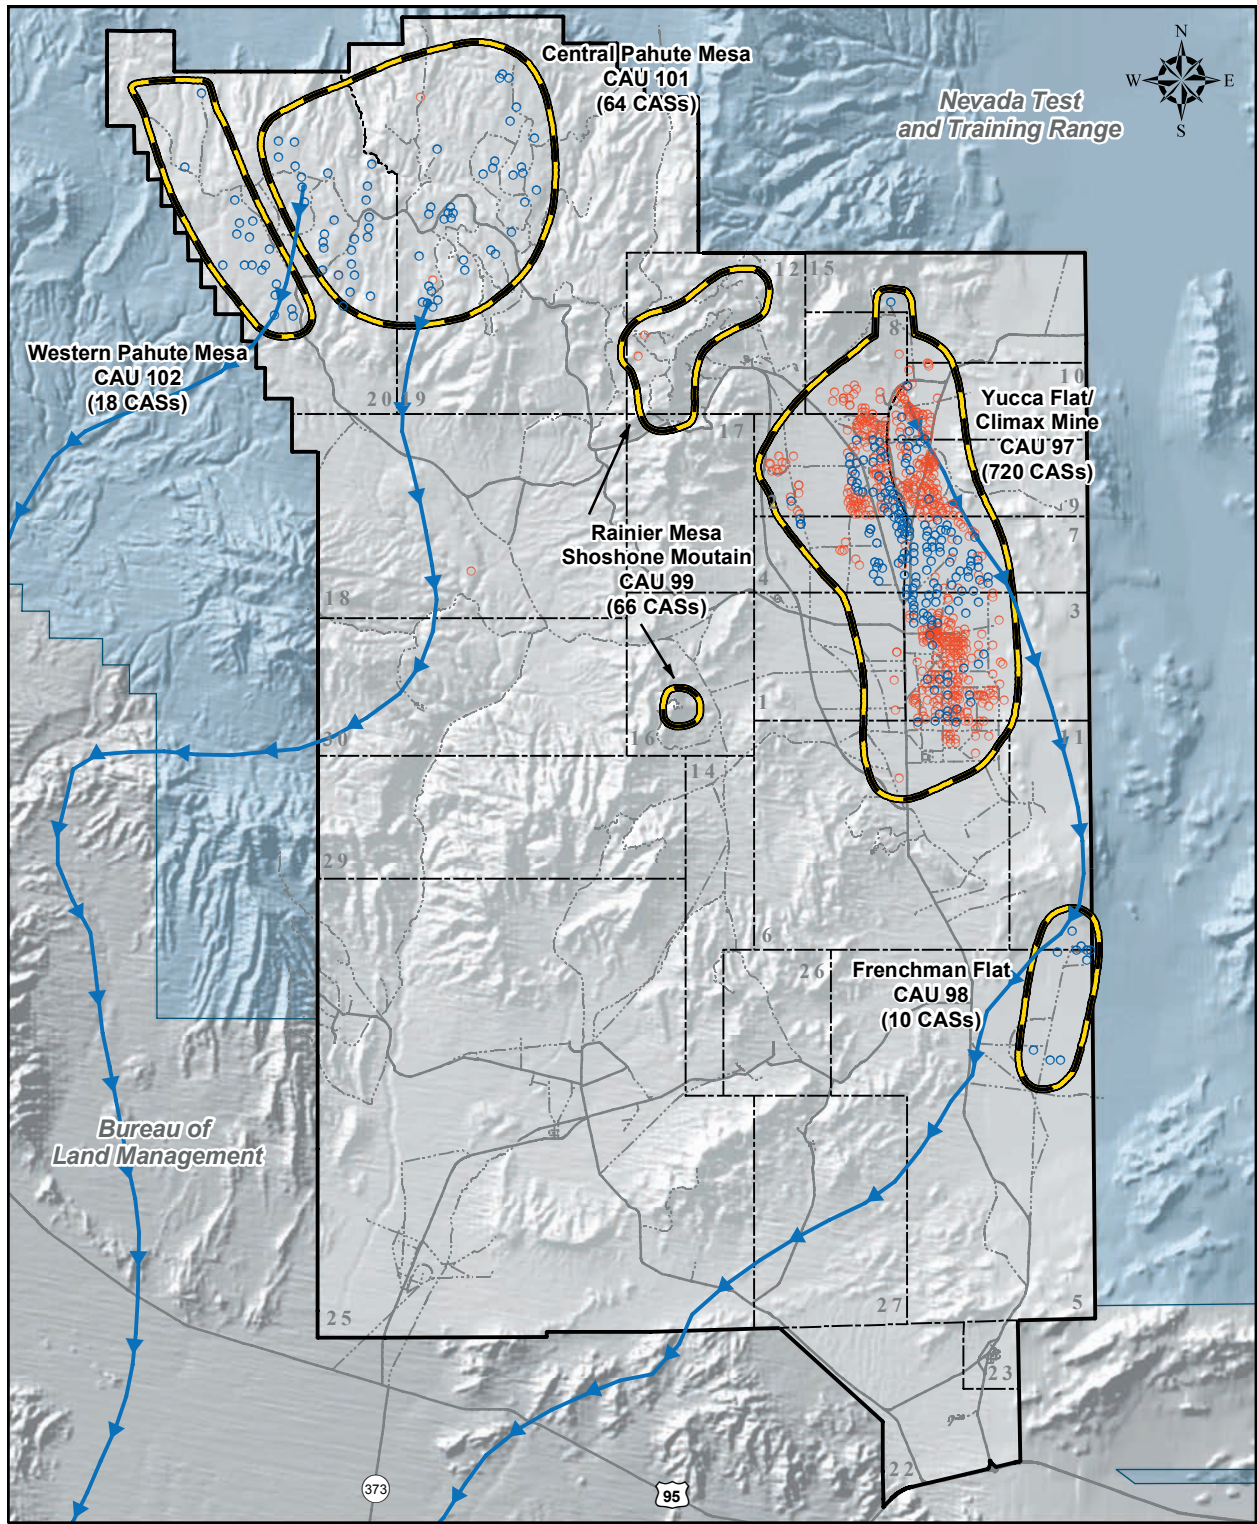 Central Pahute Mesa
CAU 101
(64 CASs)
N
W
E
S
Nevada Test
and Training Range
12
15
8
10
Western Pahute Mesa
CAU 102
(18 CASs)
20
19
17
Yucca Flat/
Climax Mine
CAU 97
(720 CASs)
9
7
Rainier Mesa
Shoshone Moutain
CAU 99
(66 CASs)
4
18
3
1
30
16
11
14
29
6
26
Frenchman Flat
CAU 98
(10 CASs)
Bureau of
Land Management
25
27
5
23
22
373
95